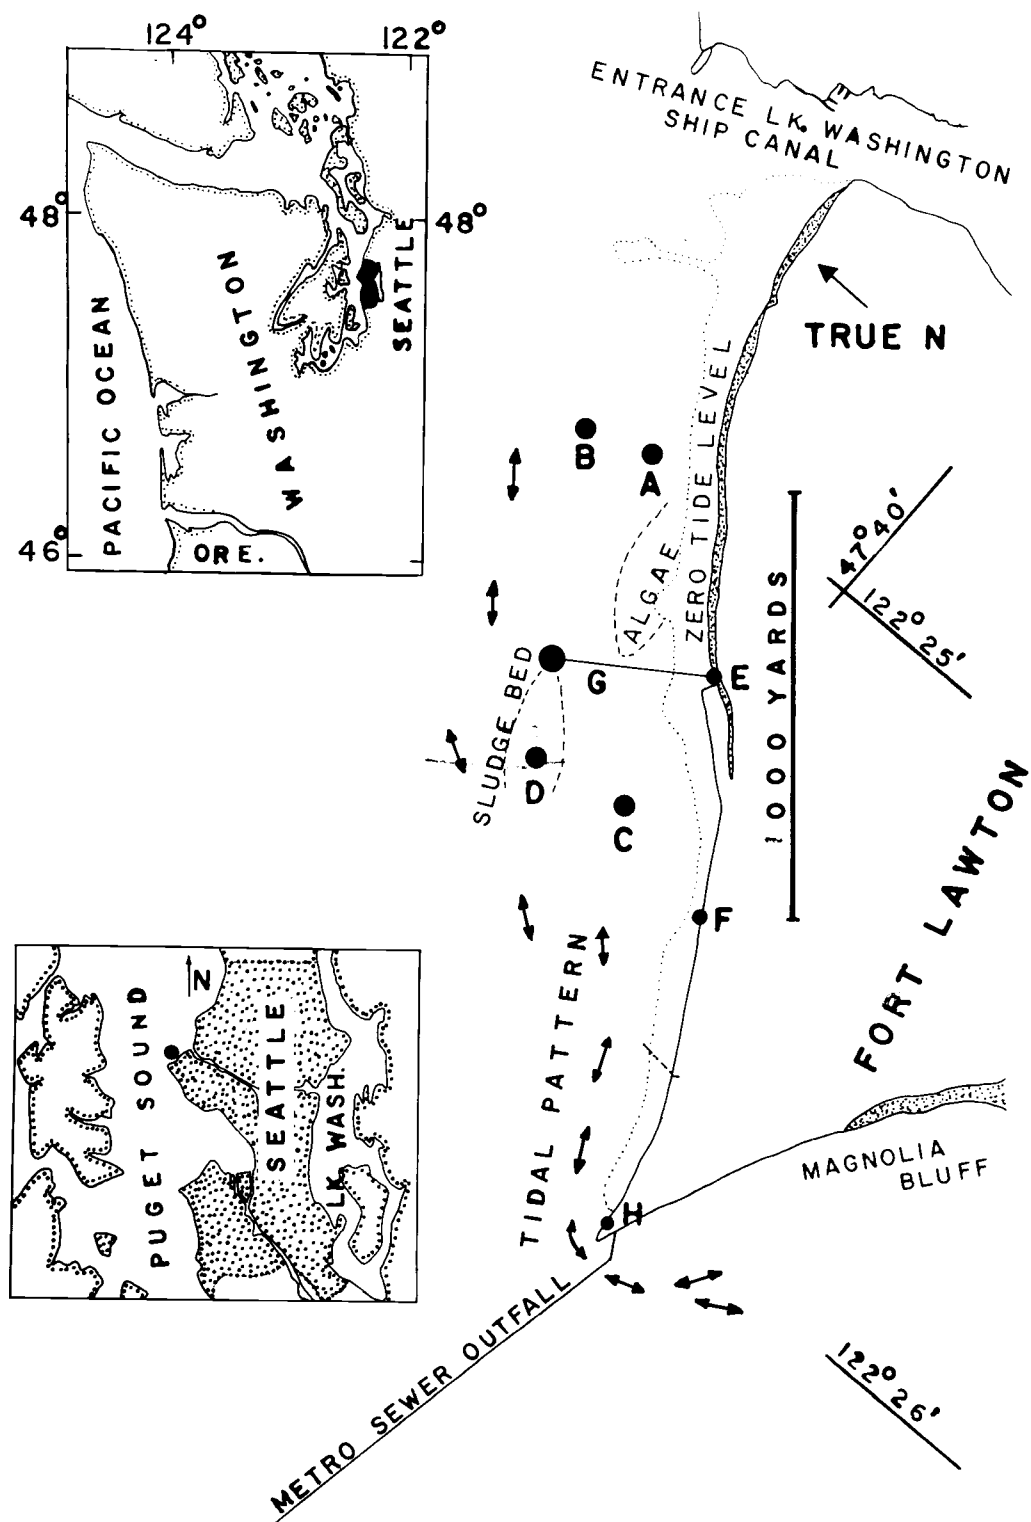 124° 122°
48° 48°
46°
PACIFIC OCEAN
WASHINGTON
SEATTLE
ORE.
ENTRANCE LK. WASHINGTON
SHIP CANAL
TRUE N
ZERO TIDE LEVEL
B
A
ALGAE
47° 40'
122° 25'
1000 YARDS
SLUDGE BED
G
E
D
C
F
FORT LAWTON
TIDAL PATTERN
H
MAGNOLIA
BLUFF
METRO SEWER OUTFALL
122° 26'
N
PUGET SOUND
SEATTLE
LK. WASH.